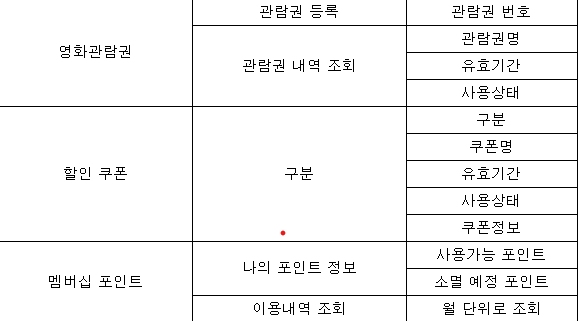 영화관람권
관람권 등록
관람권 번호
관람권 내역 조회
관람권명
유효기간
사용상태
할인 쿠폰
구분
구분
쿠폰명
유효기간
사용상태
쿠폰정보
멤버십 포인트
나의 포인트 정보
사용가능 포인트
소멸 예정 포인트
이용내역 조회
월 단위로 조회